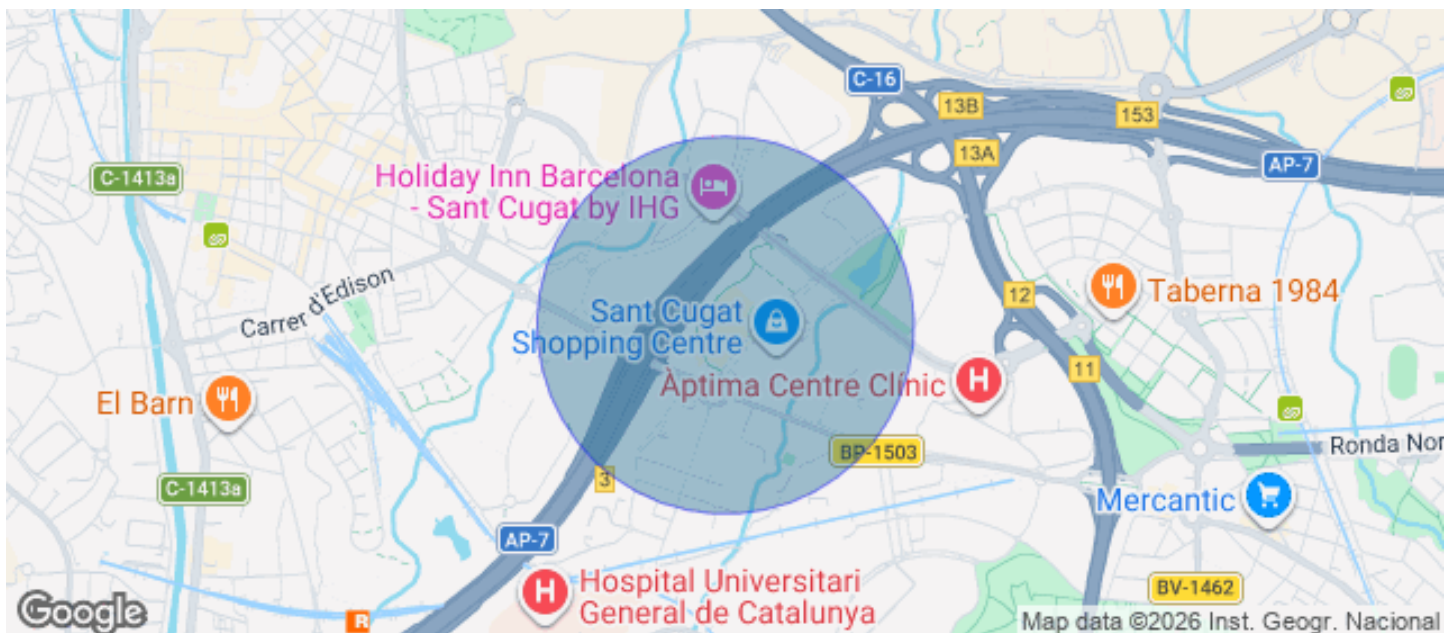 C-16
13B
153
13A
AP-7
C-1413a
Holiday Inn Barcelona
- Sant Cugat by IHG
12
Taberna 1984
Carrer d'Edison
Sant Cugat
Shopping Centre
11
Àptima Centre Clínic
El Barn
BP-1503
Ronda Nor
C-1413a
3
Mercantic
AP-7
Hospital Universitari
General de Catalunya
BV-1462
R
Google
Map data ©2026 Inst. Geogr. Nacional